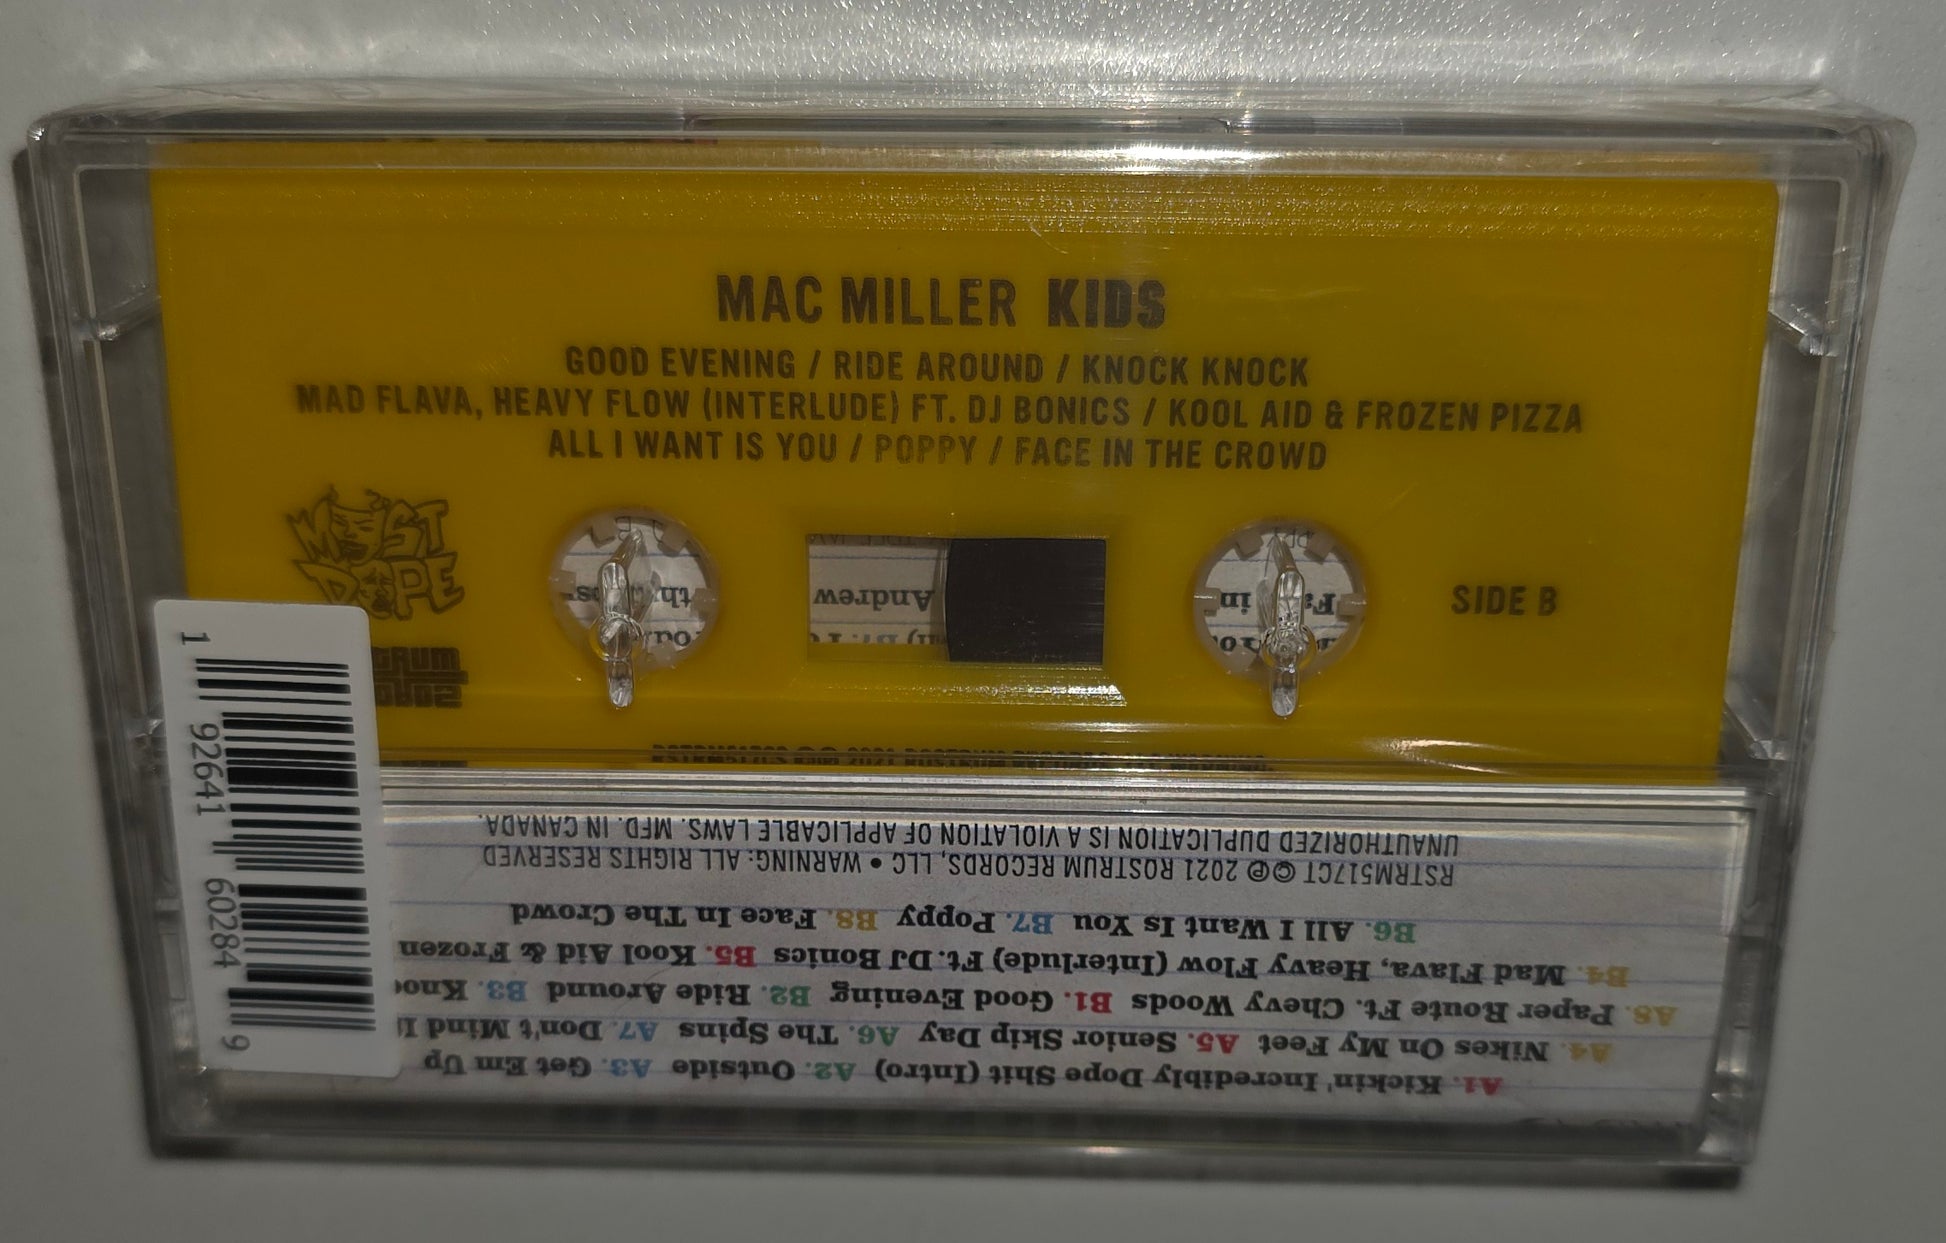 MAC MILLER KIDS
GOOD EVENING / RIDE AROUND / KNOCK KNOCK
MAD FLAVA, HEAVY FLOW (INTERLUDE) FT. DJ BONICS / KOOL AID & FROZEN PIZZA
ALL I WANT IS YOU / POPPY / FACE IN THE CROWD
MOST
DOPE
SIDE B
Andrew
in
1 92641 60284 9
A1. Kickin' Incredibly Dope Shit (Intro) A2. Outside A3. Get Em Up
A4. Nikes On My Feet A5. Senior Skip Day A6. The Spins A7. Don't Mind I
A8. Paper Route Ft. Chevy Woods B1. Good Evening B2. Ride Around B3. Knoc
B4. Mad Flava, Heavy Flow (Interlude) Ft. DJ Bonics B5. Kool Aid & Frozen
B6. All I Want Is You B7. Poppy B8. Face In The Crowd
RSTRM517CT ©℗ 2021 ROSTRUM RECORDS, LLC • WARNING: ALL RIGHTS RESERVED
UNAUTHORIZED DUPLICATION IS A VIOLATION OF APPLICABLE LAWS. MFD. IN CANADA.